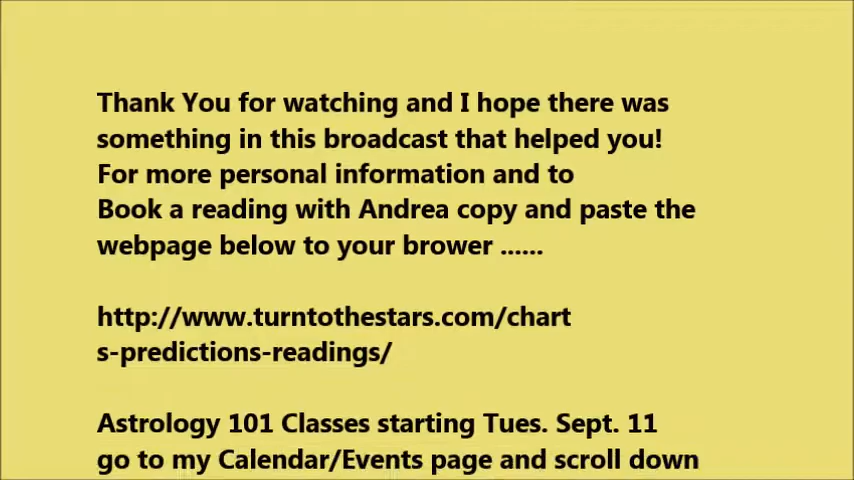 Thank You for watching and I hope there was
something in this broadcast that helped you!
For more personal information and to
Book a reading with Andrea copy and paste the
webpage below to your brower ......
http://www.turntothestars.com/chart
s-predictions-readings/
Astrology 101 Classes starting Tues. Sept. 11
go to my Calendar/Events page and scroll down